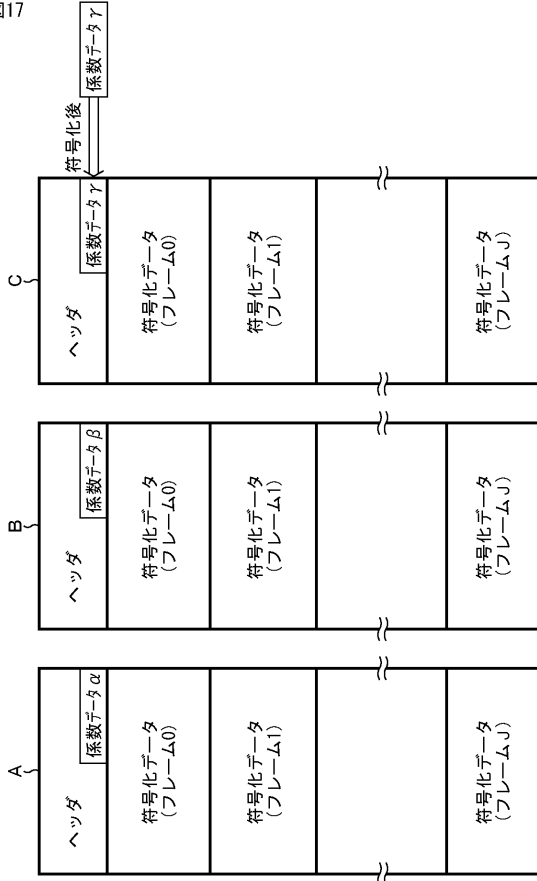 図17
A
ヘッダ
係数データα
符号化データ
(フレーム0)
符号化データ
(フレーム1)
符号化データ
(フレームJ)
B
ヘッダ
係数データβ
符号化データ
(フレーム0)
符号化データ
(フレーム1)
符号化データ
(フレームJ)
C
ヘッダ
係数データγ
符号化後
係数データγ
符号化データ
(フレーム0)
符号化データ
(フレーム1)
符号化データ
(フレームJ)